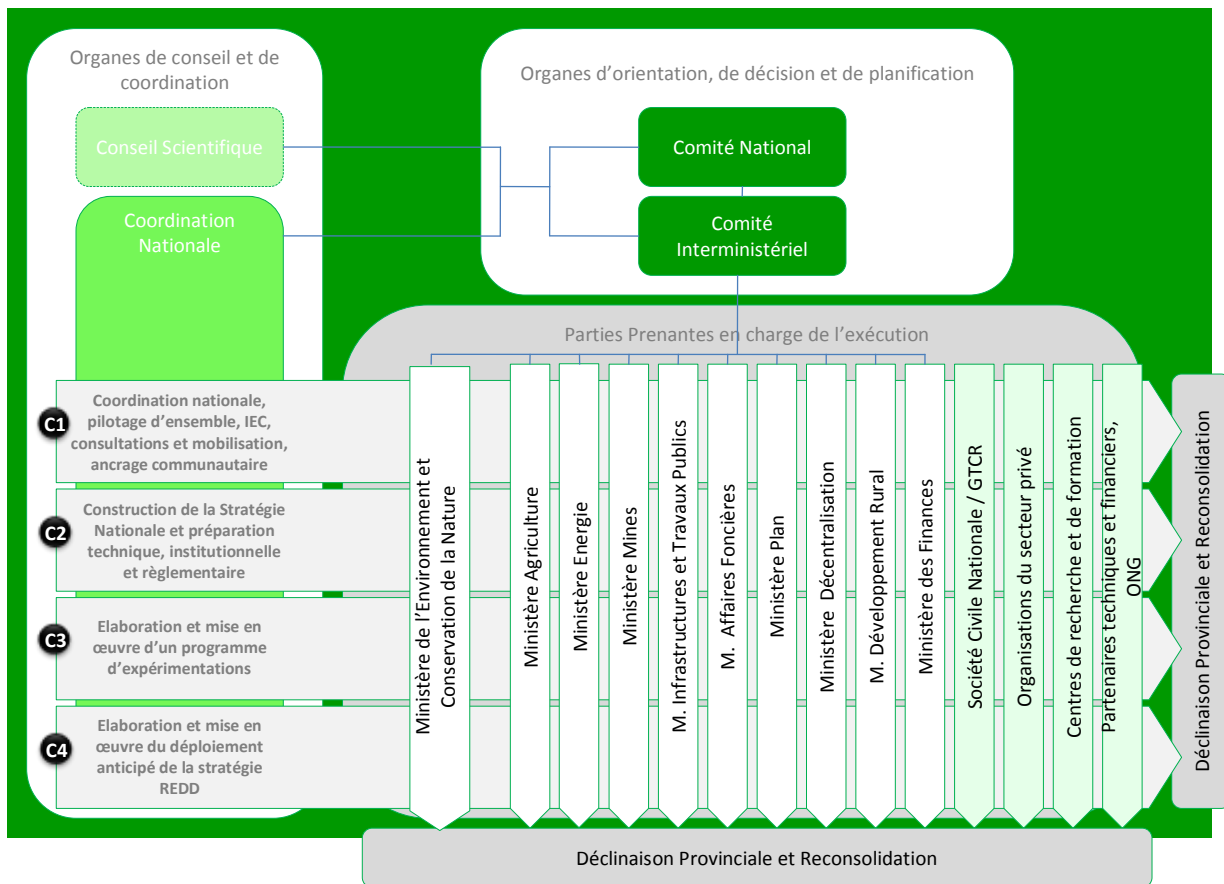 Organes de conseil et de
coordination
Conseil Scientifique
Coordination
Nationale
Organes d’orientation, de décision et de planification
Comité National
Comité
Interministériel
Parties Prenantes en charge de l’exécution
C1
Coordination nationale,
pilotage d’ensemble, IEC,
consultations et mobilisation,
ancrage communautaire
C2
Construction de la Stratégie
Nationale et préparation
technique, institutionnelle
et règlementaire
C3
Elaboration et mise en
œuvre d’un programme
d’expérimentations
C4
Elaboration et mise en
œuvre du déploiement
anticipé de la stratégie
REDD
Ministère de l’Environnement et
Conservation de la Nature
Ministère Agriculture
Ministère Energie
Ministère Mines
M. Infrastructures et Travaux Publics
M. Affaires Foncières
Ministère Plan
Ministère Décentralisation
M. Développement Rural
Ministère des Finances
Société Civile Nationale / GTCR
Organisations du secteur privé
Centres de recherche et de formation
Partenaires techniques et financiers,
ONG
Déclinaison Provinciale et Reconsolidation
Déclinaison Provinciale et Reconsolidation